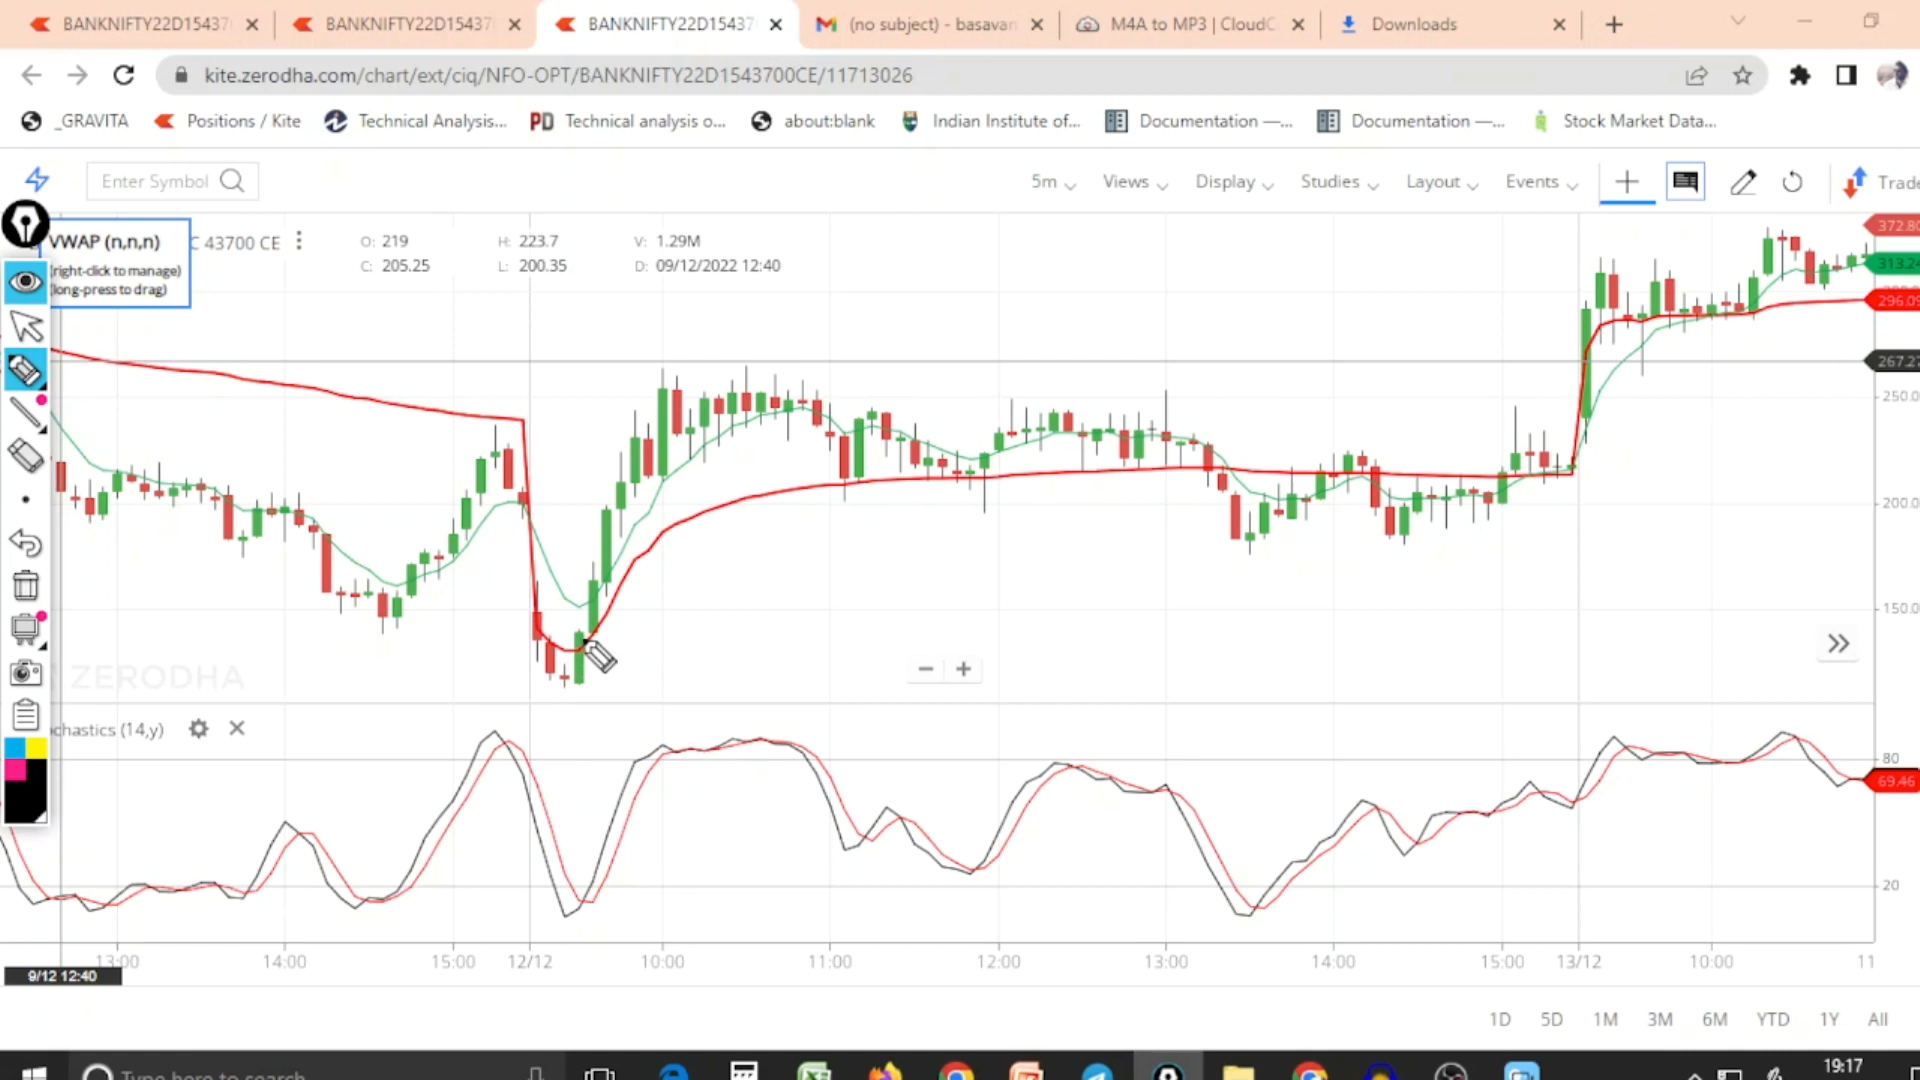 BANKNIFTY22D15437
BANKNIFTY22D15437
BANKNIFTY22D15437
(no subject) - basavan
M4A to MP3 | CloudC
Downloads
kite.zerodha.com/chart/ext/ciq/NFO-OPT/BANKNIFTY22D1543700CE/11713026
_GRAVITA
Positions / Kite
Technical Analysis...
PD
Technical analysis o...
about:blank
Indian Institute of...
Documentation —...
Documentation —...
Stock Market Data...
Enter Symbol
5m
Views
Display
Studies
Layout
Events
Trade
VWAP (n,n,n)
(right-click to manage)
(long-press to drag)
C 43700 CE
O: 219
H: 223.7
V: 1.29M
C: 205.25
L: 200.35
D: 09/12/2022 12:40
372.80
313.24
296.09
267.27
250.0
200.0
150.0
ZERODHA
chastics (14,y)
80
69.46
20
13:00
14:00
15:00
12/12
10:00
11:00
12:00
13:00
14:00
15:00
13/12
10:00
11
9/12 12:40
1D
5D
1M
3M
6M
YTD
1Y
All
Type here to search
19:17